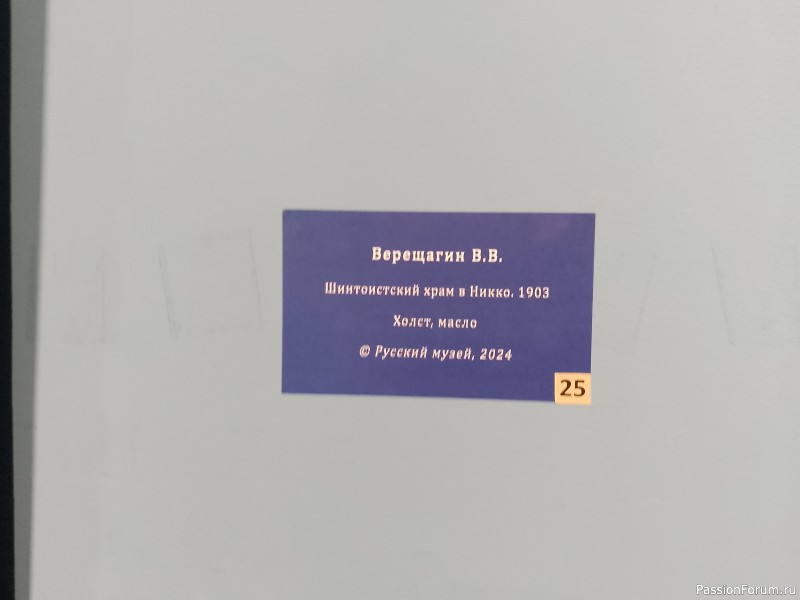 Верещагин В.В.
Шинтоистский храм в Никко. 1903
Холст, масло
© Русский музей, 2024
25
PassionForum.ru